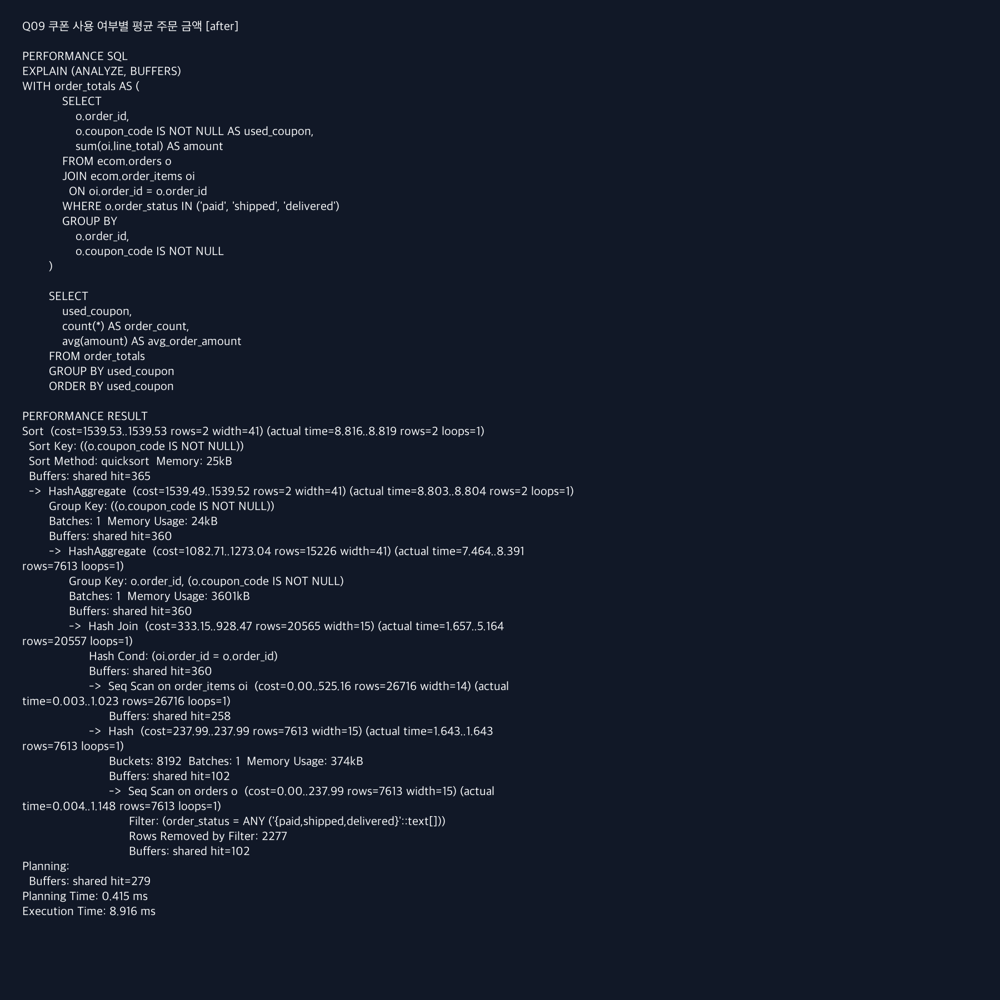 Q09 쿠폰 사용 여부별 평균 주문 금액 [after]

PERFORMANCE SQL
EXPLAIN (ANALYZE, BUFFERS)
WITH order_totals AS (
            SELECT
                o.order_id,
                o.coupon_code IS NOT NULL AS used_coupon,
                sum(oi.line_total) AS amount
            FROM ecom.orders o
            JOIN ecom.order_items oi
              ON oi.order_id = o.order_id
            WHERE o.order_status IN ('paid', 'shipped', 'delivered')
            GROUP BY
                o.order_id,
                o.coupon_code IS NOT NULL
        )

        SELECT
            used_coupon,
            count(*) AS order_count,
            avg(amount) AS avg_order_amount
        FROM order_totals
        GROUP BY used_coupon
        ORDER BY used_coupon

PERFORMANCE RESULT
Sort  (cost=1539.53..1539.53 rows=2 width=41) (actual time=8.816..8.819 rows=2 loops=1)
  Sort Key: ((o.coupon_code IS NOT NULL))
  Sort Method: quicksort  Memory: 25kB
  Buffers: shared hit=365
  ->  HashAggregate  (cost=1539.49..1539.52 rows=2 width=41) (actual time=8.803..8.804 rows=2 loops=1)
        Group Key: ((o.coupon_code IS NOT NULL))
        Batches: 1  Memory Usage: 24kB
        Buffers: shared hit=360
        ->  HashAggregate  (cost=1082.71..1273.04 rows=15226 width=41) (actual time=7.464..8.391
rows=7613 loops=1)
              Group Key: o.order_id, (o.coupon_code IS NOT NULL)
              Batches: 1  Memory Usage: 3601kB
              Buffers: shared hit=360
              ->  Hash Join  (cost=333.15..928.47 rows=20565 width=15) (actual time=1.657..5.164
rows=20557 loops=1)
                    Hash Cond: (oi.order_id = o.order_id)
                    Buffers: shared hit=360
                    ->  Seq Scan on order_items oi  (cost=0.00..525.16 rows=26716 width=14) (actual
time=0.003..1.023 rows=26716 loops=1)
                          Buffers: shared hit=258
                    ->  Hash  (cost=237.99..237.99 rows=7613 width=15) (actual time=1.643..1.643
rows=7613 loops=1)
                          Buckets: 8192  Batches: 1  Memory Usage: 374kB
                          Buffers: shared hit=102
                          ->  Seq Scan on orders o  (cost=0.00..237.99 rows=7613 width=15) (actual
time=0.004..1.148 rows=7613 loops=1)
                                Filter: (order_status = ANY ('{paid,shipped,delivered}'::text[]))
                                Rows Removed by Filter: 2277
                                Buffers: shared hit=102
Planning:
  Buffers: shared hit=279
Planning Time: 0.415 ms
Execution Time: 8.916 ms